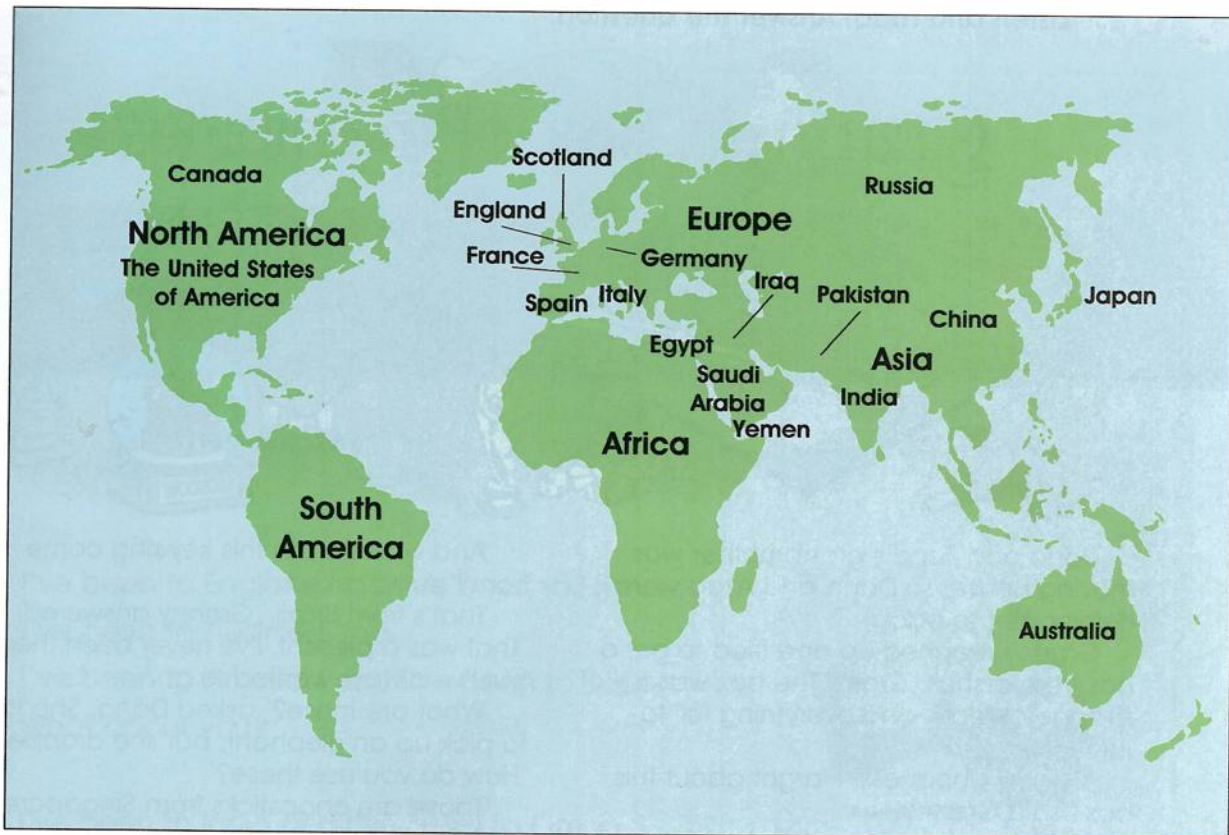 Scotland
Canada
Russia
England
Europe
North America
France
Germany
The United States
of America
Iraq
Spain
Italy
Pakistan
Japan
China
Egypt
Asia
Saudi
Arabia
India
Yemen
Africa
South
America
Australia